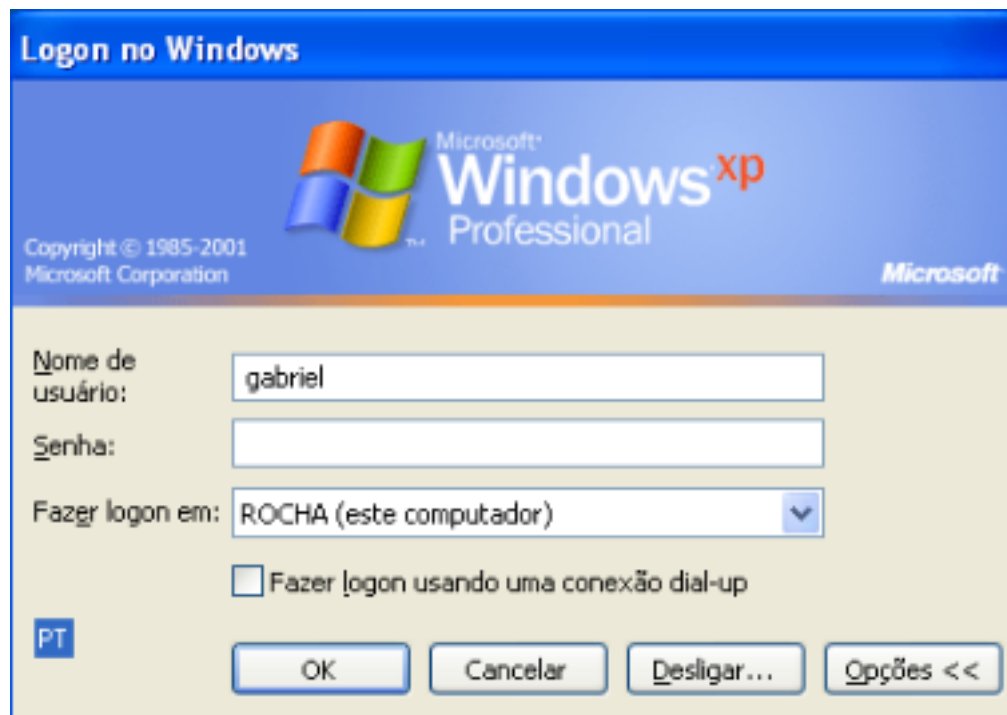 Logon no Windows
Microsoft®
Windows xp
Professional
Copyright © 1985-2001
Microsoft Corporation
Microsoft
Nome de
usuário:
gabriel
Senha:
Fazer logon em: ROCHA (este computador)
Fazer logon usando uma conexão dial-up
PT
OK Cancelar Desligar... Opções <<